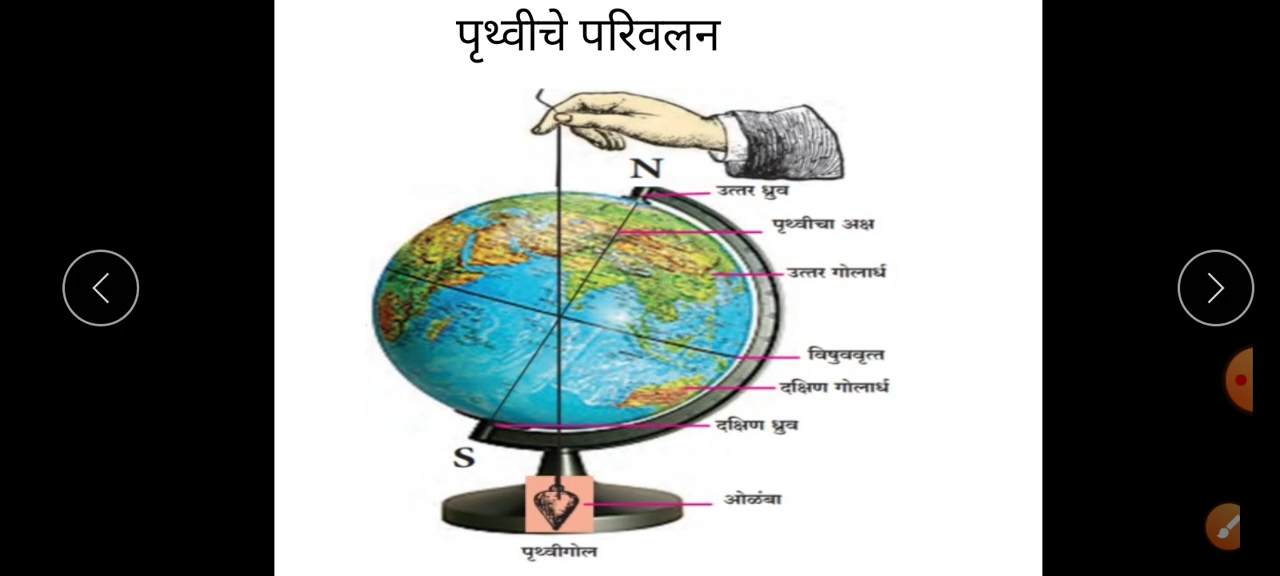 पृथ्वीचे परिवलन
N
उत्तर ध्रुव
पृथ्वीचा अक्ष
उत्तर गोलार्ध
विषुववृत्त
दक्षिण गोलार्ध
दक्षिण ध्रुव
S
ओळंबा
पृथ्वीगोल